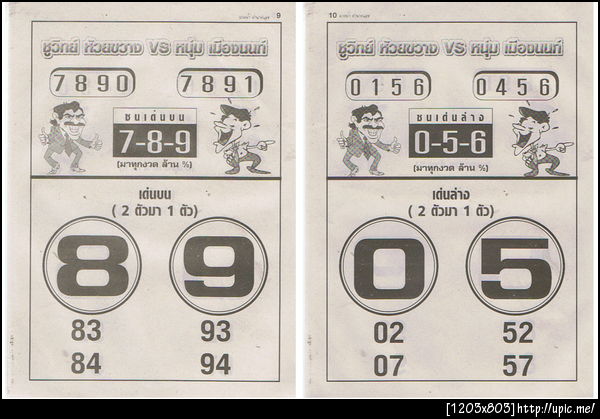 9
ชูวิทย์ ห้วยขวาง VS หนุ่ม เมืองนนท์
7890 7891
ชนเด่นบน
7-8-9
(มาทุกงวด ล้าน %)
เด่นบน
( 2 ตัวมา 1 ตัว)
8 9
83 93
84 94
10
ชูวิทย์ ห้วยขวาง VS หนุ่ม เมืองนนท์
0156 0456
ชนเด่นล่าง
0-5-6
(มาทุกงวด ล้าน %)
เด่นล่าง
( 2 ตัวมา 1 ตัว)
0 5
02 52
07 57
[1203x803]http://upic.me/